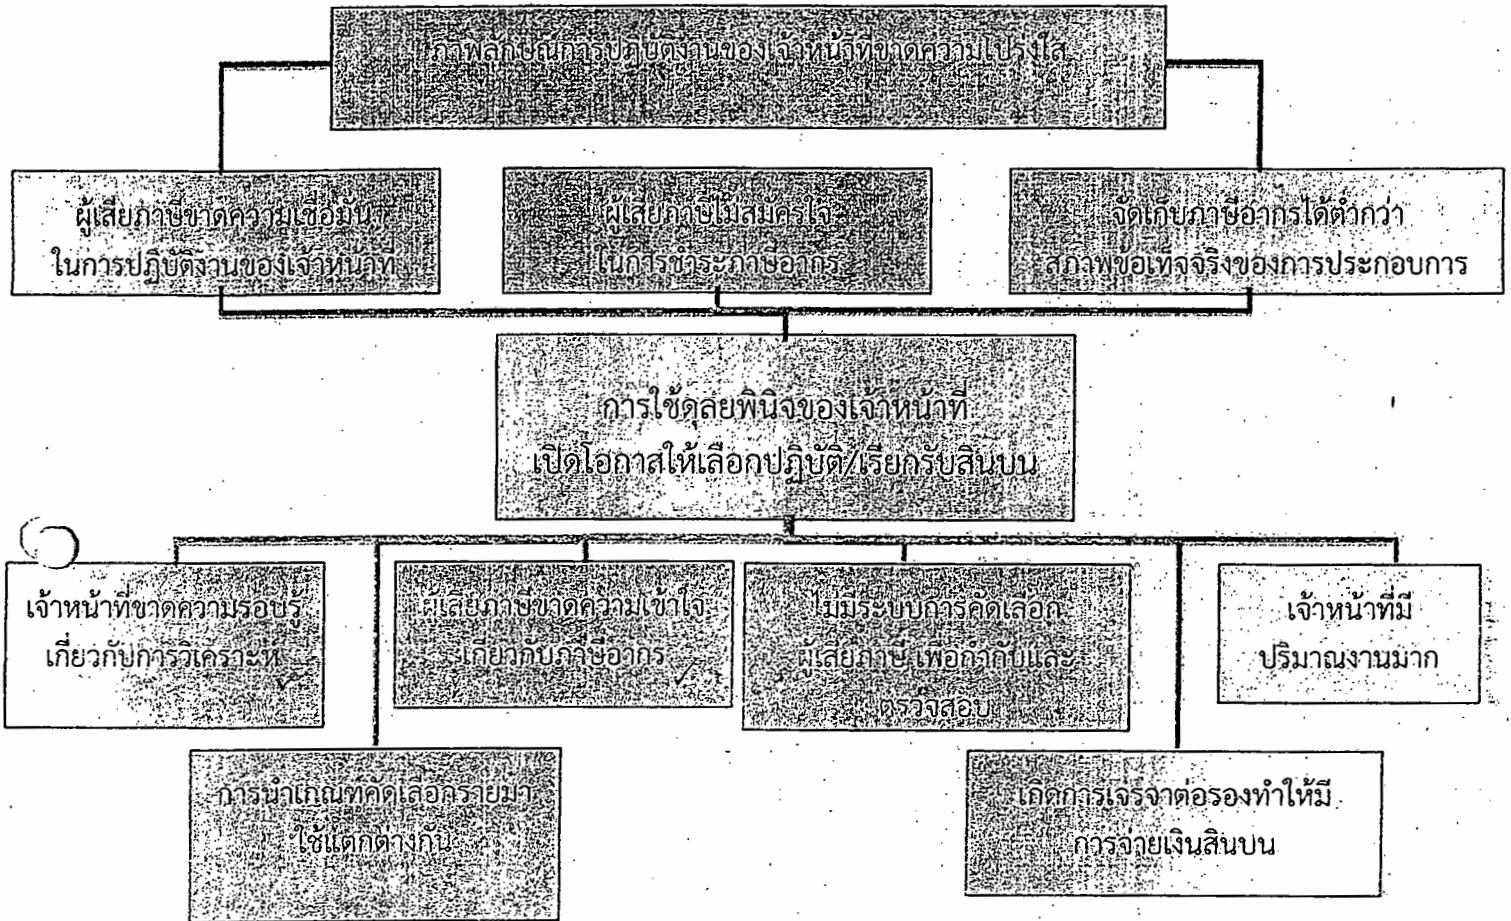 ภาพลักษณ์การปฏิบัติงานของเจ้าหน้าที่ขาดความโปร่งใส
ผู้เสียภาษีขาดความเชื่อมั่น
ในการปฏิบัติงานของเจ้าหน้าที่
ผู้เสียภาษีไม่สมัครใจ
ในการชำระภาษีอากร
จัดเก็บภาษีอากรได้ต่ำกว่า
สภาพข้อเท็จจริงของการประกอบการ
การใช้ดุลยพินิจของเจ้าหน้าที่
เปิดโอกาสให้เลือกปฏิบัติ/เรียกรับสินบน
เจ้าหน้าที่ขาดความรอบรู้
เกี่ยวกับการวิเคราะห์
ผู้เสียภาษีขาดความเข้าใจ
เกี่ยวกับภาษีอากร
ไม่มีระบบการคัดเลือก
ผู้เสียภาษี เพื่อกำกับและ
ตรวจสอบ
เจ้าหน้าที่มี
ปริมาณงานมาก
การนำเกณฑ์คัดเลือกรายมา
ใช้แตกต่างกัน
เกิดการเจรจาต่อรองทำให้มี
การจ่ายเงินสินบน